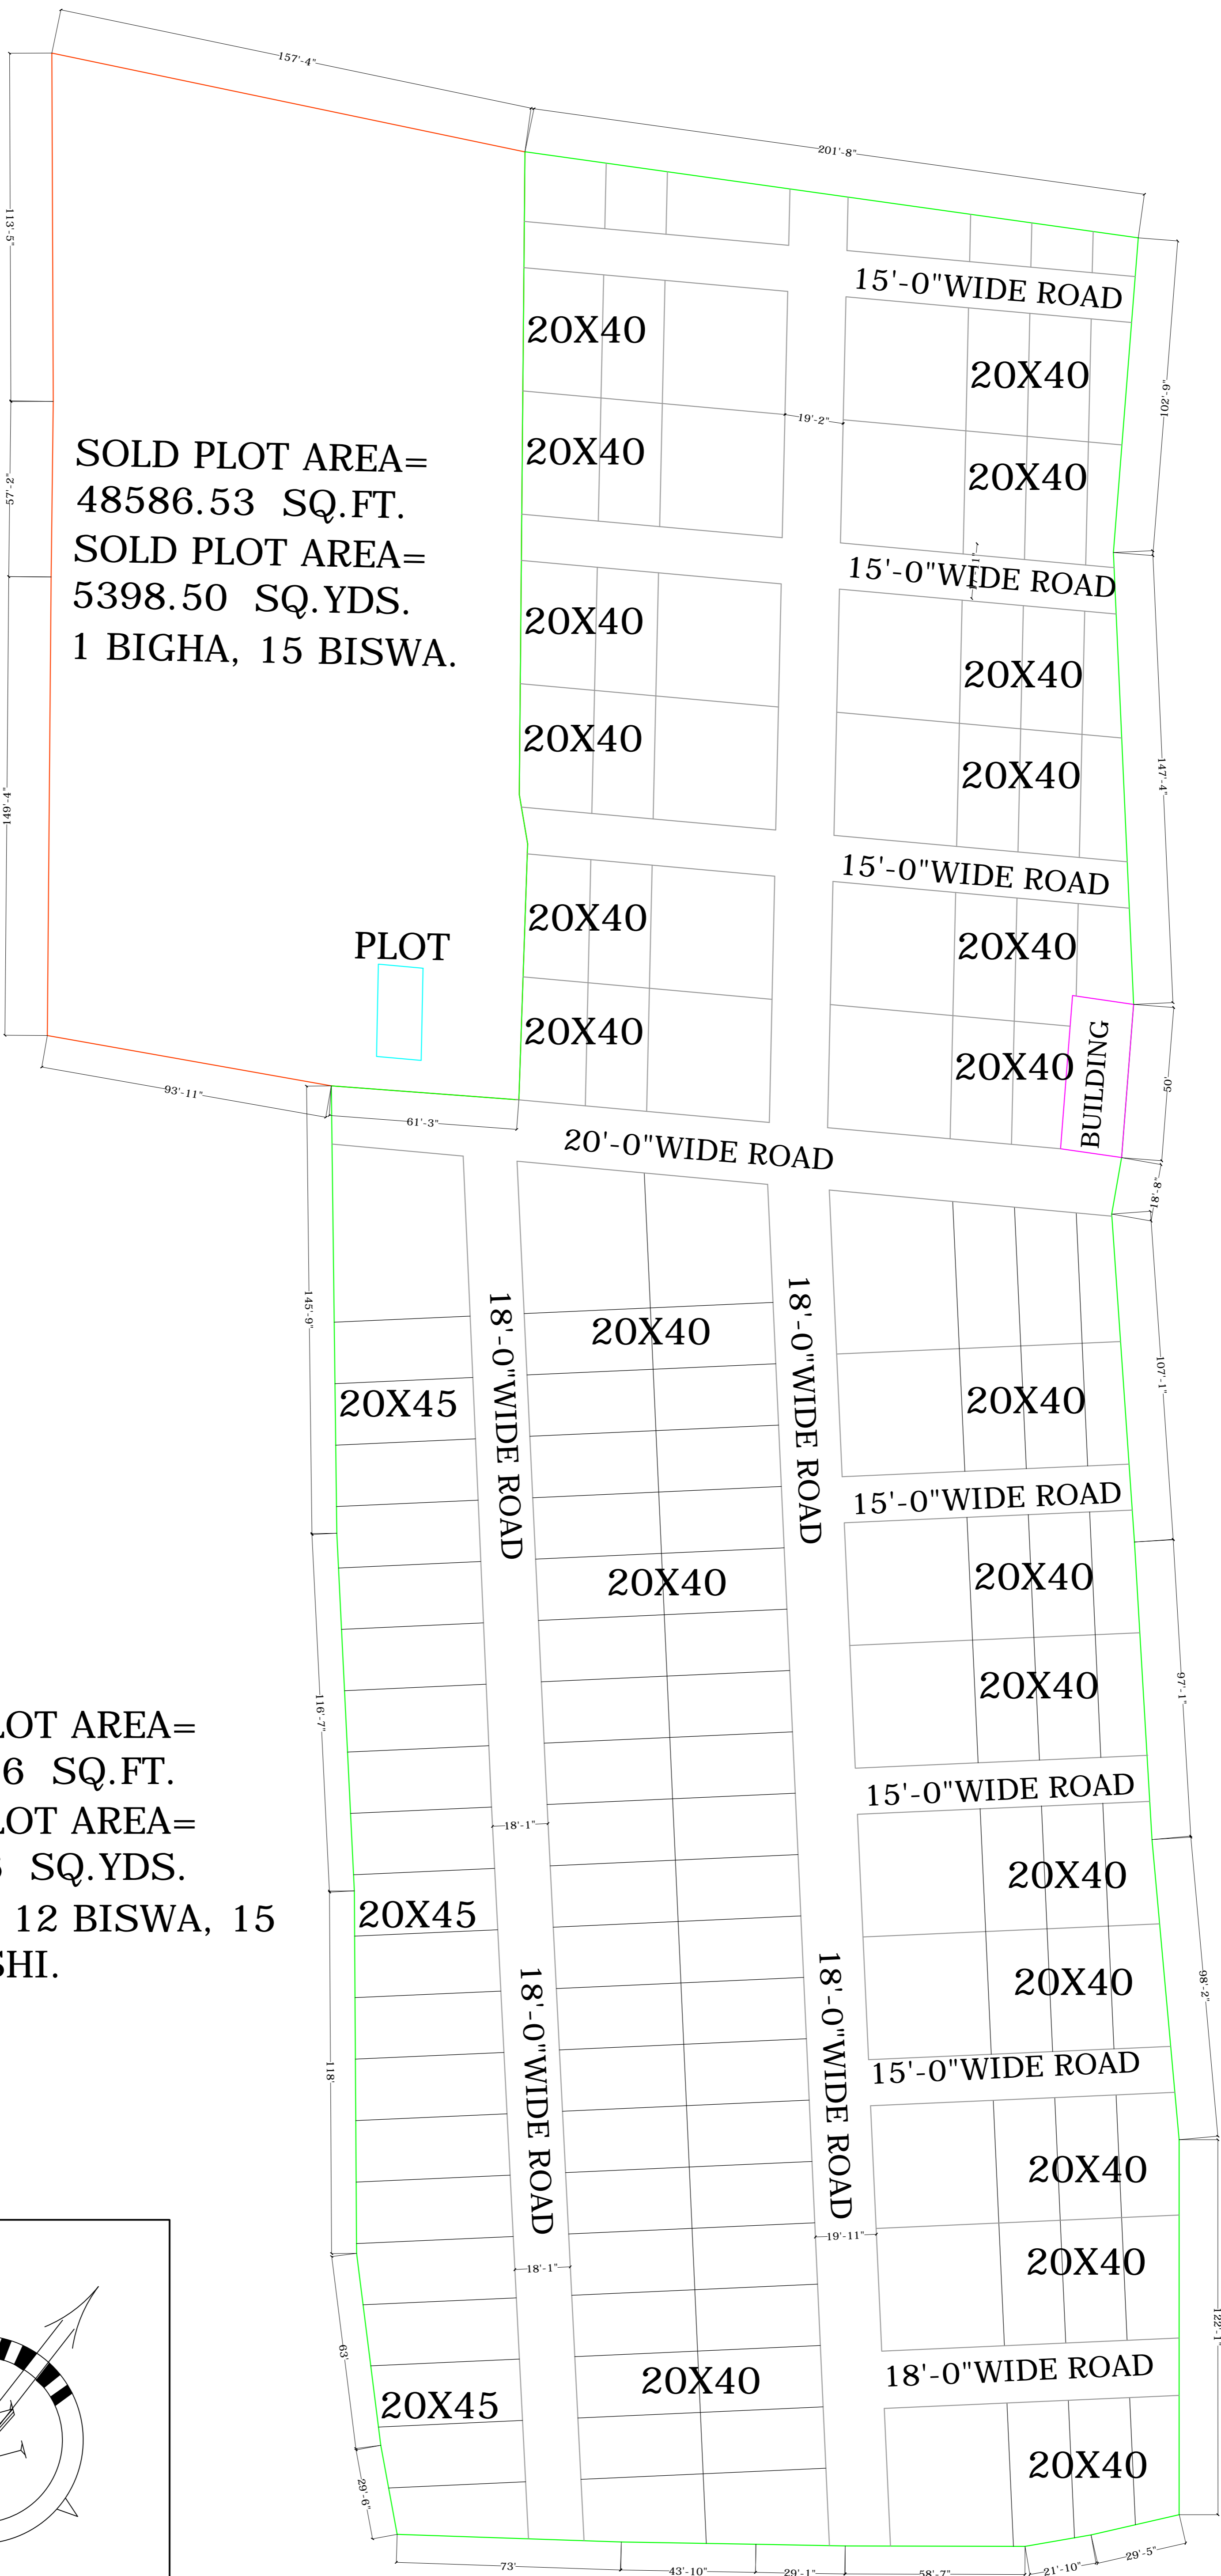 157'-4"
201'-8"
113'-5"
57'-2"
149'-4"
SOLD PLOT AREA=
48586.53 SQ.FT.
SOLD PLOT AREA=
5398.50 SQ.YDS.
1 BIGHA, 15 BISWA.
15'-0"WIDE ROAD
20X40
20X40
19'-2"
102'-9"
20X40
20X40
15'-0"WIDE ROAD
20X40
20X40
20X40
20X40
147'-4"
15'-0"WIDE ROAD
20X40
20X40
PLOT
20X40
20X40
BUILDING
50'
93'-11"
61'-3"
20'-0"WIDE ROAD
18'-8"
145'-9"
18'-0"WIDE ROAD
18'-0"WIDE ROAD
20X40
20X45
20X40
107'-1"
15'-0"WIDE ROAD
20X40
20X40
20X40
97'-1"
116'-7"
15'-0"WIDE ROAD
LOT AREA=
6 SQ.FT.
LOT AREA=
SQ.YDS.
12 BISWA, 15
SHI.
18'-1"
20X40
20X45
20X40
98'-2"
18'-0"WIDE ROAD
18'-0"WIDE ROAD
15'-0"WIDE ROAD
118'
20X40
19'-11"
20X40
18'-1"
122'-1"
63'
18'-0"WIDE ROAD
20X40
20X45
20X40
29'-6"
73'
43'-10"
29'-1"
58'-7"
21'-10"
29'-5"